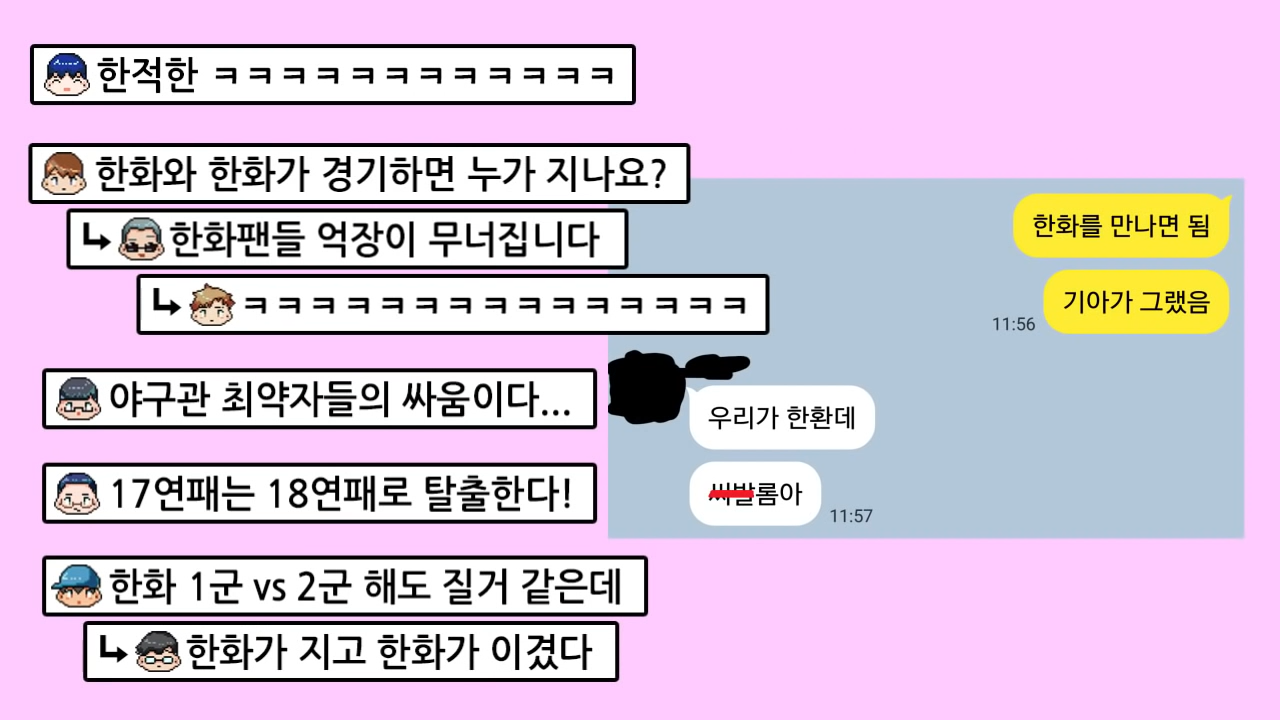 한적한 ㅋㅋㅋㅋㅋㅋㅋㅋㅋㅋㅋㅋ
한화와 한화가 경기하면 누가 지나요?
한화팬들 억장이 무너집니다
ㅋㅋㅋㅋㅋㅋㅋㅋㅋㅋㅋㅋㅋㅋㅋ
야구관 최약자들의 싸움이다...
17연패는 18연패로 탈출한다!
한화 1군 vs 2군 해도 질거 같은데
한화가 지고 한화가 이겼다
한화를 만나면 됨
기아가 그랬음
11:56
우리가 한환데
씨발롬아
11:57